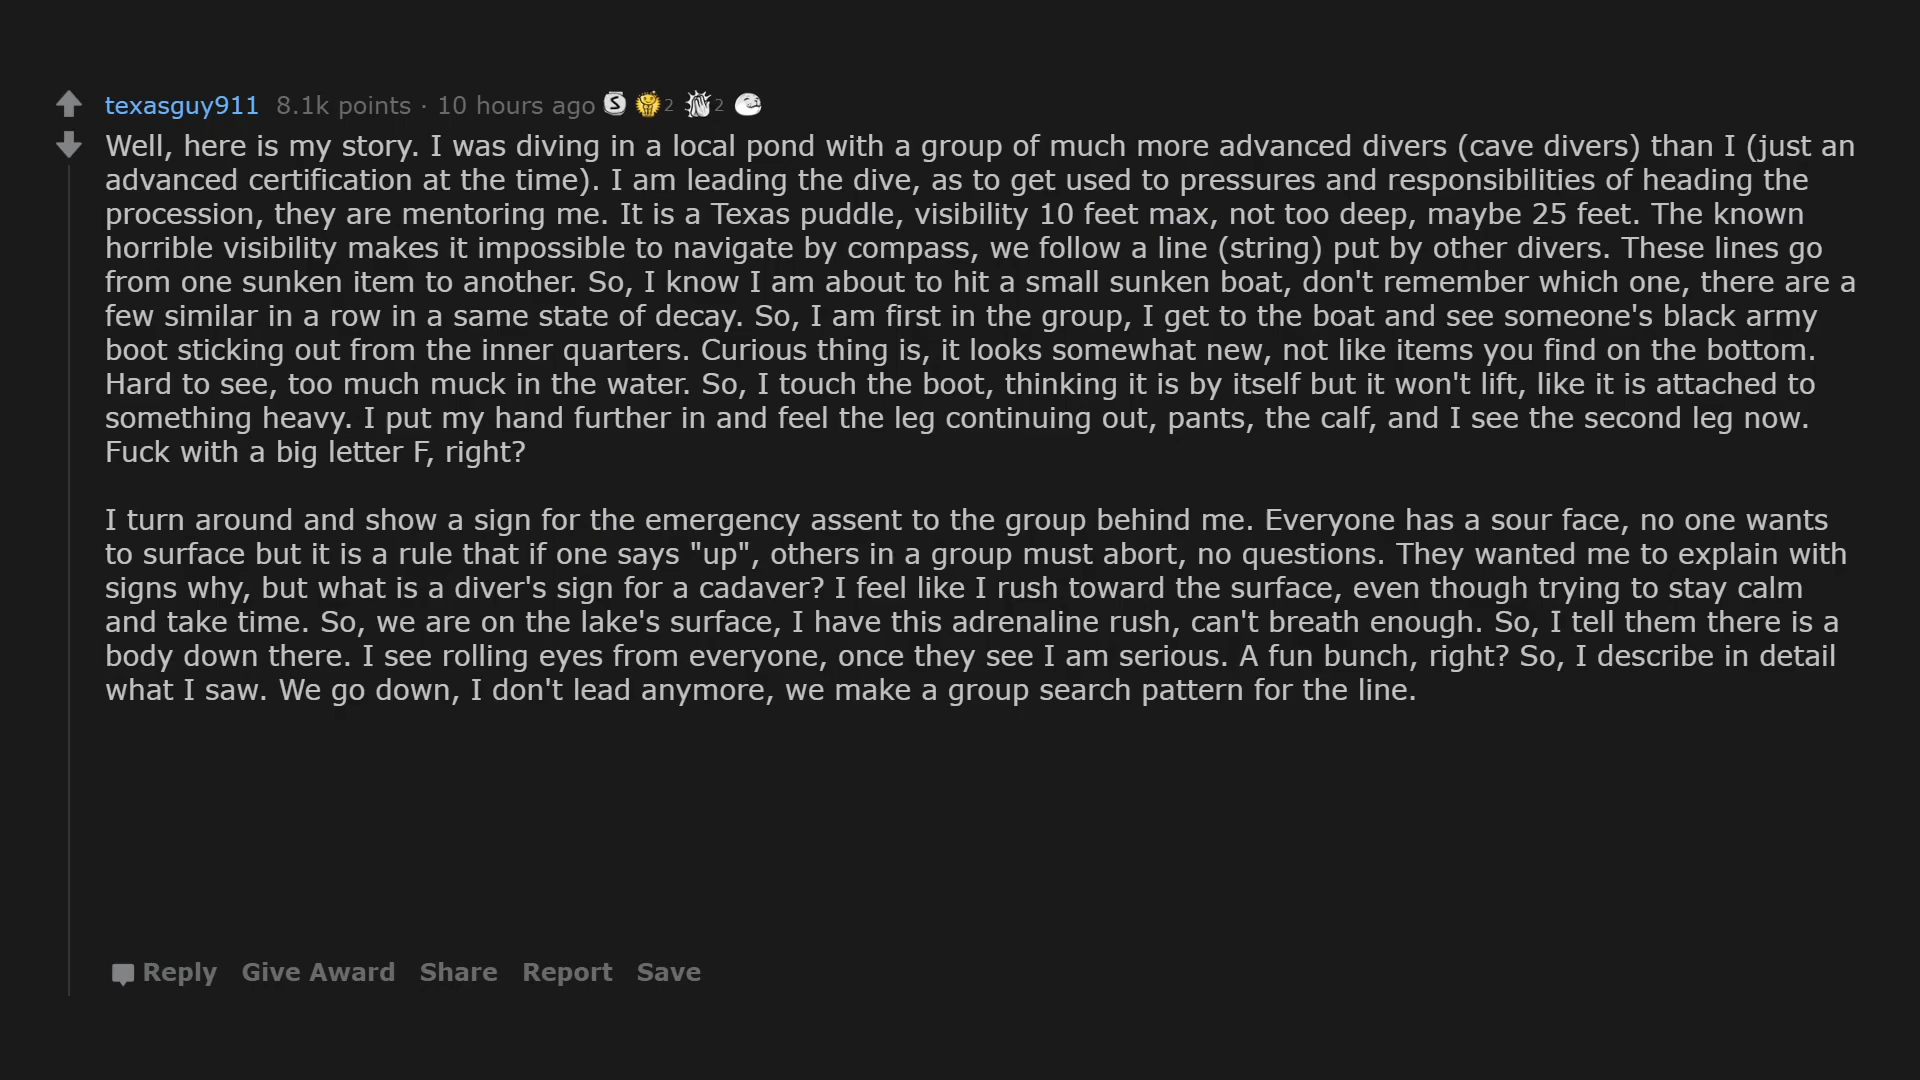 texasguy911 8.1k points · 10 hours ago S 2 2
Well, here is my story. I was diving in a local pond with a group of much more advanced divers (cave divers) than I (just an
advanced certification at the time). I am leading the dive, as to get used to pressures and responsibilities of heading the
procession, they are mentoring me. It is a Texas puddle, visibility 10 feet max, not too deep, maybe 25 feet. The known
horrible visibility makes it impossible to navigate by compass, we follow a line (string) put by other divers. These lines go
from one sunken item to another. So, I know I am about to hit a small sunken boat, don't remember which one, there are a
few similar in a row in a same state of decay. So, I am first in the group, I get to the boat and see someone's black army
boot sticking out from the inner quarters. Curious thing is, it looks somewhat new, not like items you find on the bottom.
Hard to see, too much muck in the water. So, I touch the boot, thinking it is by itself but it won't lift, like it is attached to
something heavy. I put my hand further in and feel the leg continuing out, pants, the calf, and I see the second leg now.
Fuck with a big letter F, right?
I turn around and show a sign for the emergency assent to the group behind me. Everyone has a sour face, no one wants
to surface but it is a rule that if one says "up", others in a group must abort, no questions. They wanted me to explain with
signs why, but what is a diver's sign for a cadaver? I feel like I rush toward the surface, even though trying to stay calm
and take time. So, we are on the lake's surface, I have this adrenaline rush, can't breath enough. So, I tell them there is a
body down there. I see rolling eyes from everyone, once they see I am serious. A fun bunch, right? So, I describe in detail
what I saw. We go down, I don't lead anymore, we make a group search pattern for the line.
Reply Give Award Share Report Save